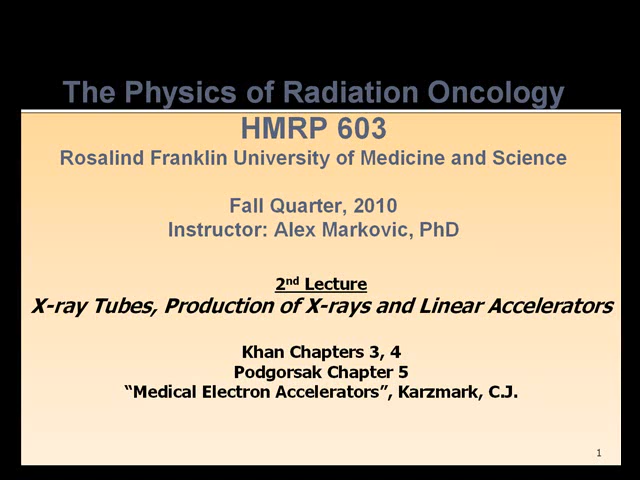 The Physics of Radiation Oncology
HMRP 603
Rosalind Franklin University of Medicine and Science
Fall Quarter, 2010
Instructor: Alex Markovic, PhD
2nd Lecture
X-ray Tubes, Production of X-rays and Linear Accelerators
Khan Chapters 3, 4
Podgorsak Chapter 5
“Medical Electron Accelerators”, Karzmark, C.J.
1